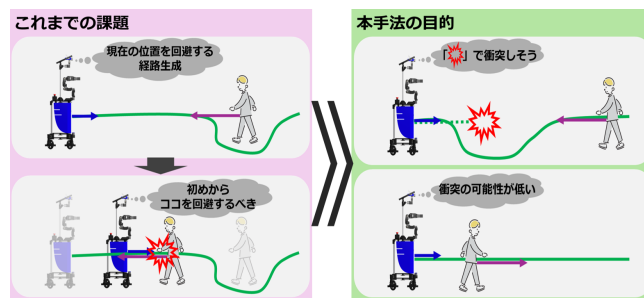 これまでの課題
現在の位置を回避する
経路生成
初めから
ココを回避するべき
本手法の目的
「」で衝突しそう
衝突の可能性が低い